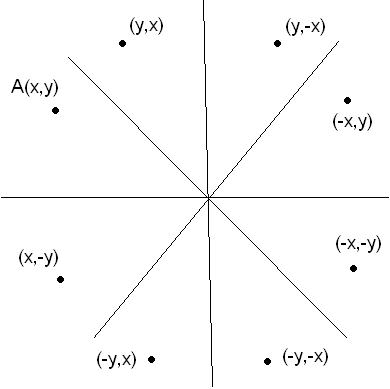 (y,x)
(y,-x)
A(x,y)
(-x,y)
(x,-y)
(-x,-y)
(-y,x)
(-y,-x)